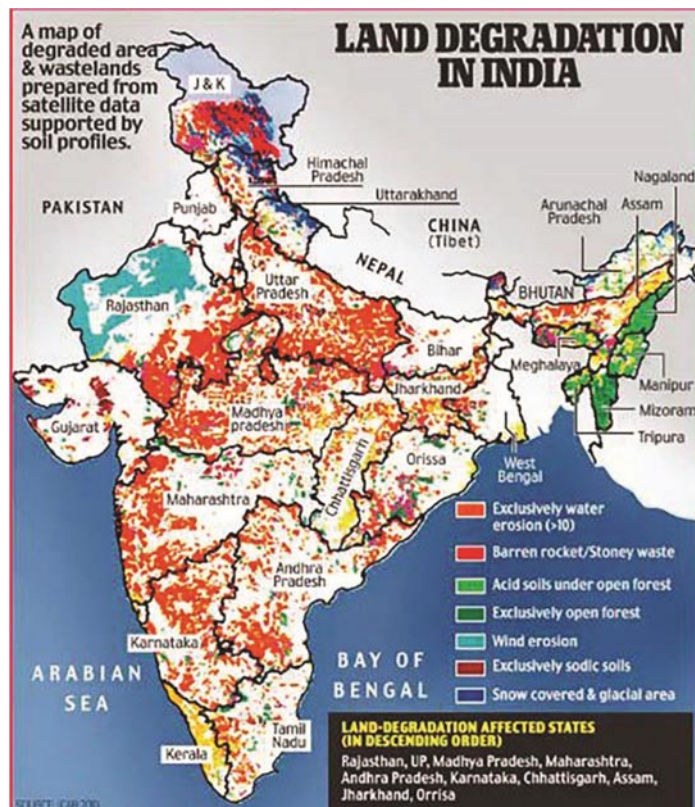 A map of
degraded area
& wastelands
prepared from
satellite data
supported by
soil profiles.
LAND DEGRADATION
IN INDIA
J & K
Himachal
Pradesh
Uttarakhand
Nagaland
Arunachal
Pradesh
Assam
PAKISTAN
Punjab
CHINA
(Tibet)
NEPAL
BHUTAN
Rajasthan
Uttar
Pradesh
Bihar
Meghalaya
Manipur
Mizoram
Tripura
Gujarat
Madhya
pradesh
Jharkhand
West
Bengal
Chhattisgarh
Orissa
Maharashtra
Andhra
Pradesh
Karnataka
Kerala
Tamil
Nadu
ARABIAN
SEA
BAY OF
BENGAL
Exclusively water
erosion (>10)
Barren rocket/Stoney waste
Acid soils under open forest
Exclusively open forest
Wind erosion
Exclusively sodic soils
Snow covered & glacial area
LAND-DEGRADATION AFFECTED STATES
(IN DESCENDING ORDER)
Rajasthan, UP, Madhya Pradesh, Maharashtra,
Andhra Pradesh, Karnataka, Chhattisgarh, Assam,
Jharkhand, Orrisa
SOURCE: ICAR 2010